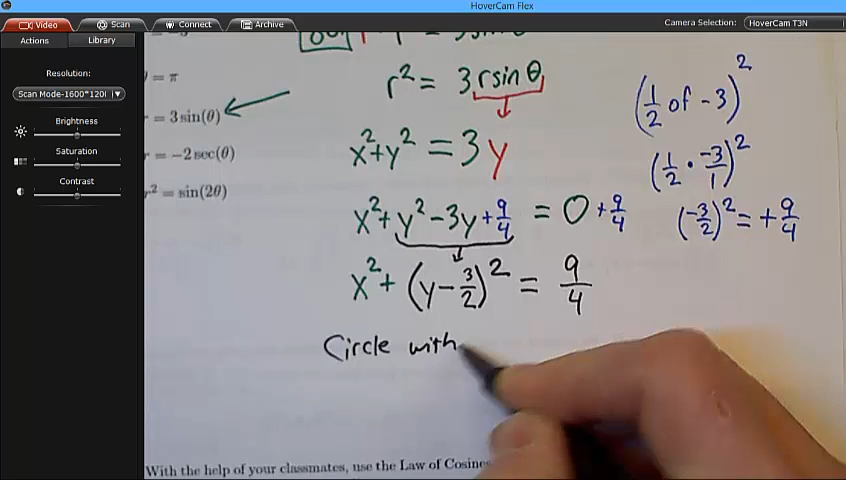 HoverCam Flex
Video Scan Connect Archive Camera Selection: HoverCam T3N
Actions Library
Resolution:
Scan Mode-1600*120
Brightness
Saturation
Contrast
= π
= 3 sin(θ)
= −2 sec(θ)
r² = sin(2θ)
r² = 3r sin θ
x² + y² = 3y
x² + y² − 3y + 9/4 = 0 + 9/4
x² + (y − 3/2)² = 9/4
Circle with
(1/2 of −3)²
(1/2 · −3/1)²
(−3/2)² = +9/4
With the help of your classmates, use the Law of Cosines